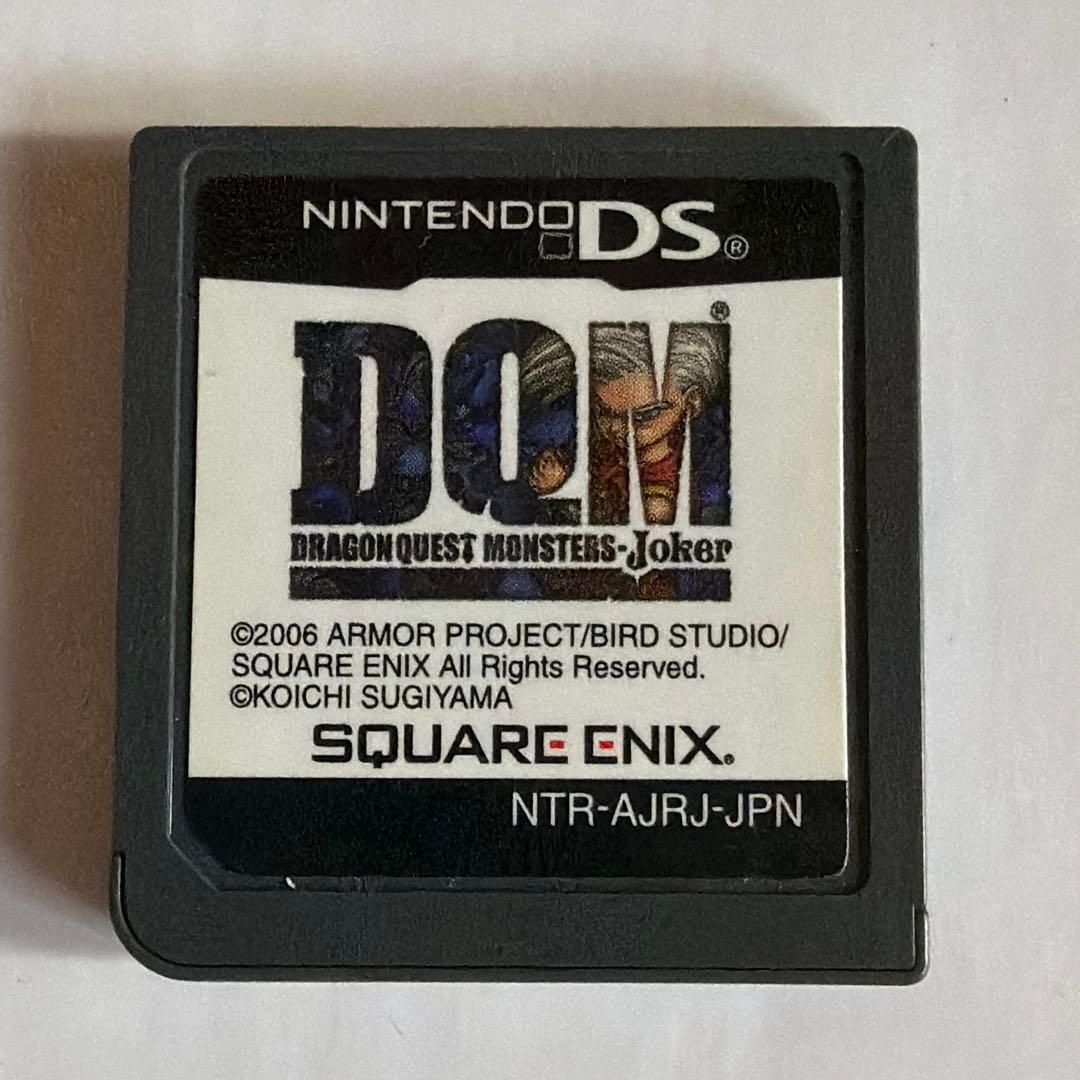 NINTENDO DS®
®
DQM
DRAGON QUEST MONSTERS-Joker
©2006 ARMOR PROJECT/BIRD STUDIO/
SQUARE ENIX All Rights Reserved.
©KOICHI SUGIYAMA
SQUARE ENIX.
NTR-AJRJ-JPN